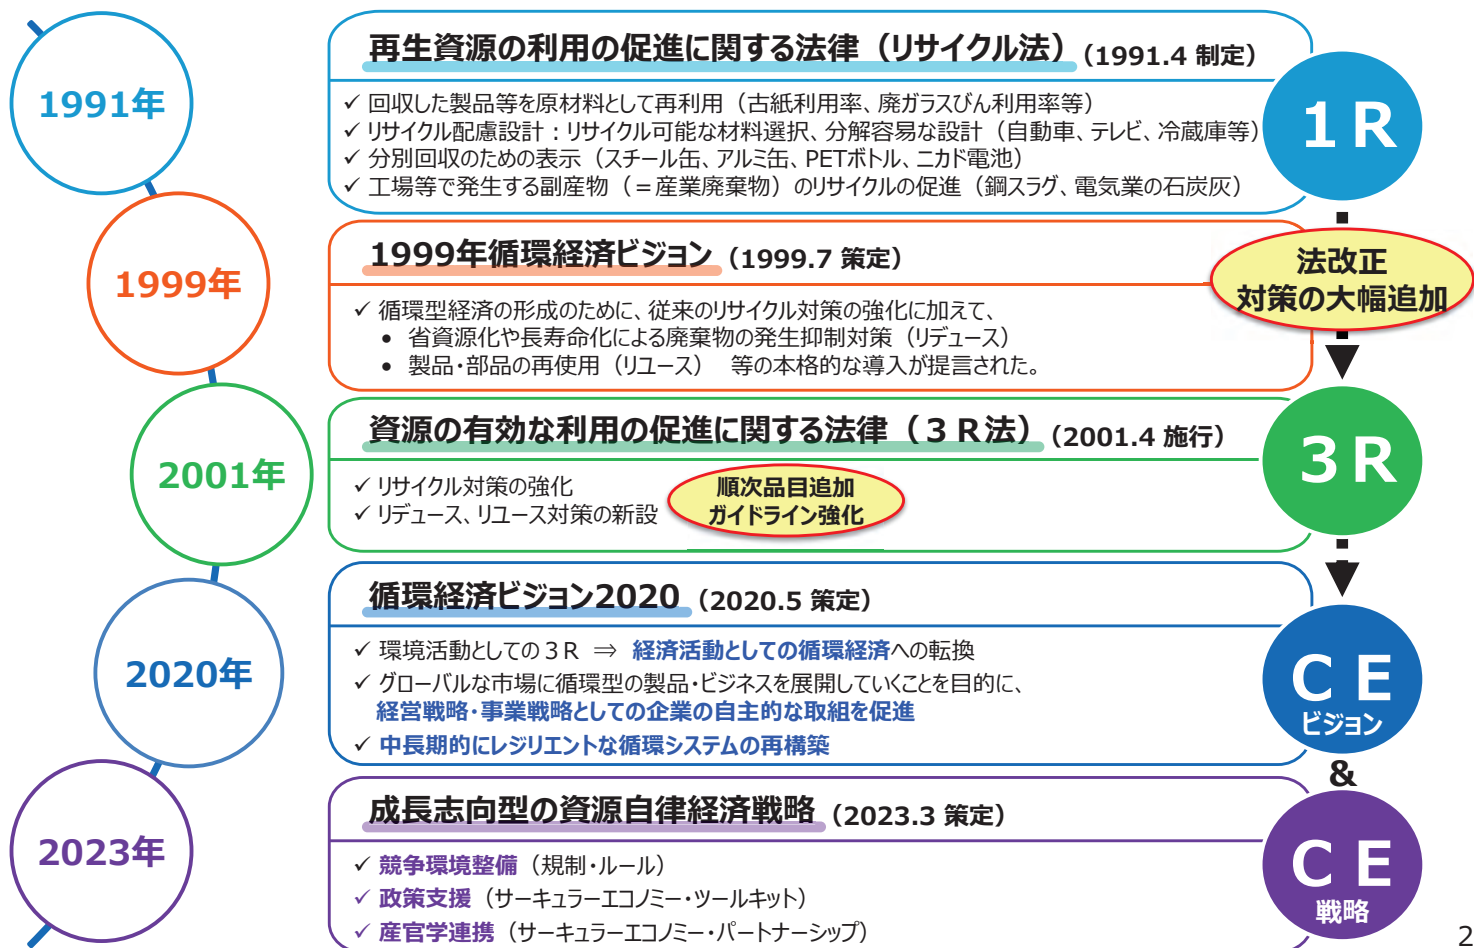 1991年
再生資源の利用の促進に関する法律（リサイクル法）（1991.4 制定）
✓ 回収した製品等を原材料として再利用（古紙利用率、廃ガラスびん利用率等）
✓ リサイクル配慮設計：リサイクル可能な材料選択、分解容易な設計（自動車、テレビ、冷蔵庫等）
✓ 分別回収のための表示（スチール缶、アルミ缶、PETボトル、ニカド電池）
✓ 工場等で発生する副産物（＝産業廃棄物）のリサイクルの促進（鋼スラグ、電気業の石炭灰）
１R
1999年
1999年循環経済ビジョン（1999.7 策定）
✓ 循環型経済の形成のために、従来のリサイクル対策の強化に加えて、
• 省資源化や長寿命化による廃棄物の発生抑制対策（リデュース）
• 製品・部品の再使用（リユース）　等の本格的な導入が提言された。
法改正
対策の大幅追加
2001年
資源の有効な利用の促進に関する法律（３Ｒ法）（2001.4 施行）
✓ リサイクル対策の強化
✓ リデュース、リユース対策の新設
順次品目追加
ガイドライン強化
３R
2020年
循環経済ビジョン2020（2020.5 策定）
✓ 環境活動としての３Ｒ ⇒ 経済活動としての循環経済への転換
✓ グローバルな市場に循環型の製品・ビジネスを展開していくことを目的に、
経営戦略・事業戦略としての企業の自主的な取組を促進
✓ 中長期的にレジリエントな循環システムの再構築
ＣＥ
ビジョン
&
2023年
成長志向型の資源自律経済戦略（2023.3 策定）
✓ 競争環境整備（規制・ルール）
✓ 政策支援（サーキュラーエコノミー・ツールキット）
✓ 産官学連携（サーキュラーエコノミー・パートナーシップ）
ＣＥ
戦略
2